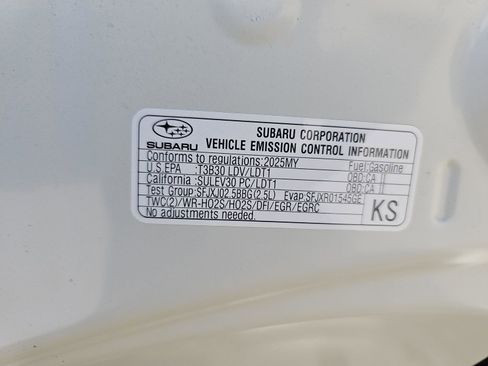 SUBARU
SUBARU CORPORATION
VEHICLE EMISSION CONTROL INFORMATION
Conforms to regulations:2025MY Fuel:Gasoline
U.S.EPA :T3B30 LDV/LDT1 OBD:CA II
California :SULEV30 PC/LDT1 OBD:CA II
Test Group:SFJXJ02.5BBG(2.5L) Evap:SFJXR01545GE
TWC(2)/WR-HO2S/HO2S/DFI/EGR/EGRC
No adjustments needed.
KS